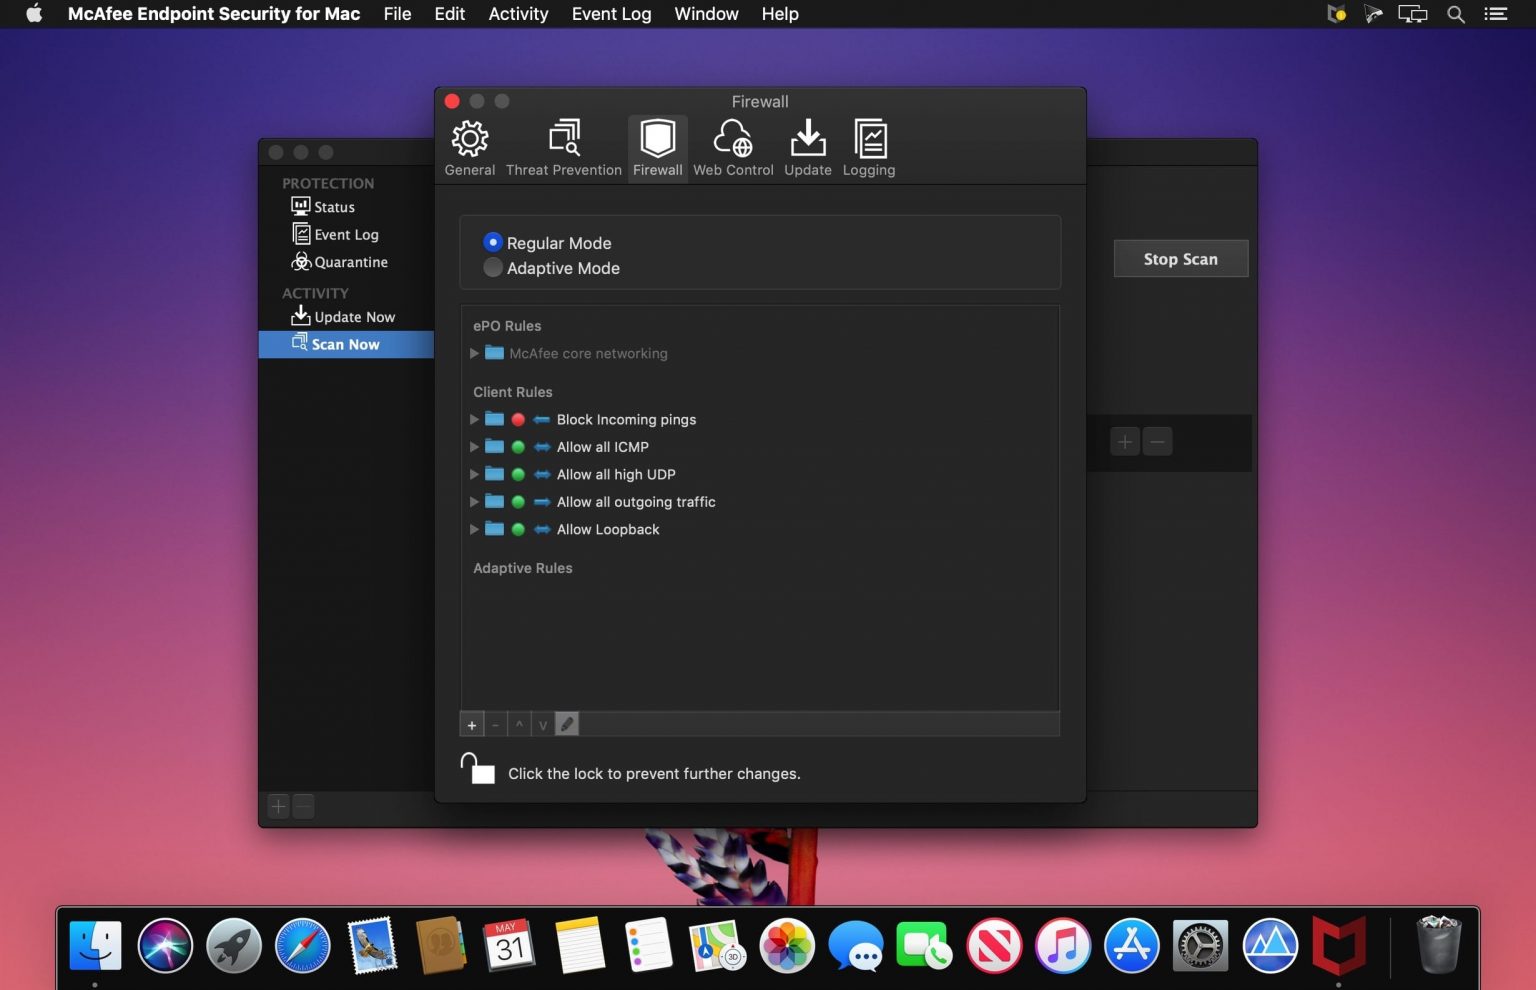 McAfee Endpoint Security for Mac File Edit Activity Event Log Window Help
Firewall
General Threat Prevention Firewall Web Control Update Logging
PROTECTION
Status
Event Log
Quarantine
ACTIVITY
Update Now
Scan Now
Regular Mode
Adaptive Mode
Stop Scan
ePO Rules
McAfee core networking
Client Rules
Block Incoming pings
Allow all ICMP
Allow all high UDP
Allow all outgoing traffic
Allow Loopback
Adaptive Rules
Click the lock to prevent further changes.
MAY
31
3D